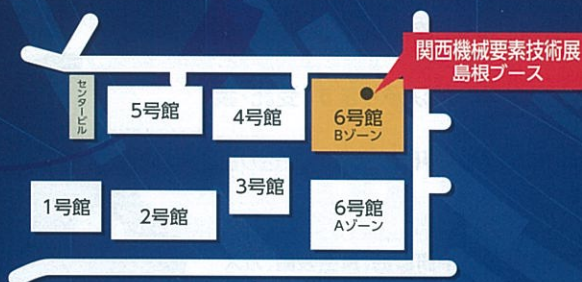 関西機械要素技術展
島根ブース
センタービル
5号館
4号館
6号館
Bゾーン
3号館
1号館
2号館
6号館
Aゾーン